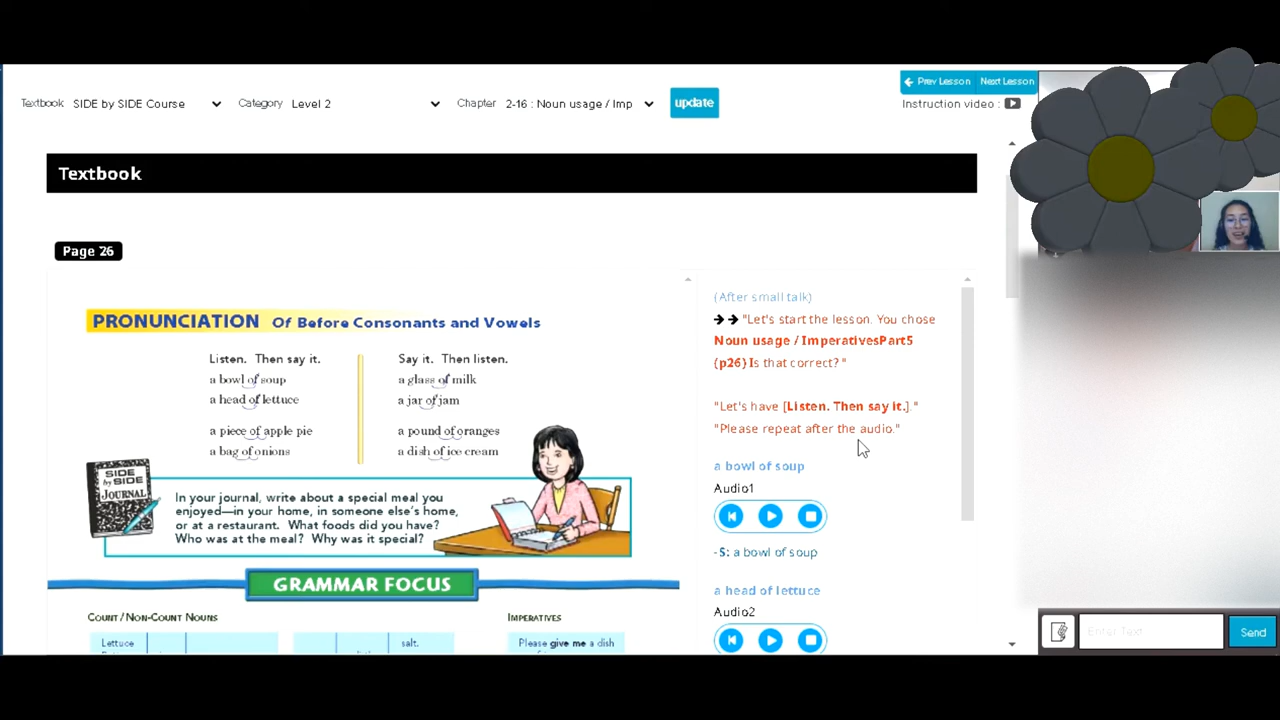 Prev Lesson Next Lesson
Textbook SIDE by SIDE Course Category Level 2 Chapter 2-16 : Noun usage / Imp update
Instruction video :
Textbook
Page 26
PRONUNCIATION Of Before Consonants and Vowels
Listen. Then say it.
a bowl of soup
a head of lettuce
a piece of apple pie
a bag of onions
Say it. Then listen.
a glass of milk
a jar of jam
a pound of oranges
a dish of ice cream
SIDE
by SIDE
JOURNAL
In your journal, write about a special meal you
enjoyed—in your home, in someone else's home,
or at a restaurant. What foods did you have?
Who was at the meal? Why was it special?
GRAMMAR FOCUS
COUNT / NON-COUNT NOUNS
Lettuce
salt.
IMPERATIVES
Please give me a dish
(After small talk)
"Let's start the lesson. You chose
Noun usage / ImperativesPart5
{p26} Is that correct? "
"Let's have [Listen. Then say it.]."
"Please repeat after the audio."
a bowl of soup
Audio1
-S: a bowl of soup
a head of lettuce
Audio2
Enter Text
Send